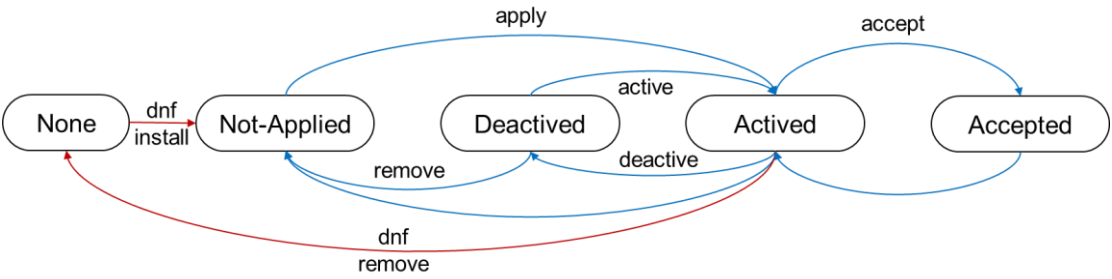 apply
accept
active
dnf
install
None
Not-Applied
Deactived
Actived
Accepted
remove
deactive
dnf
remove